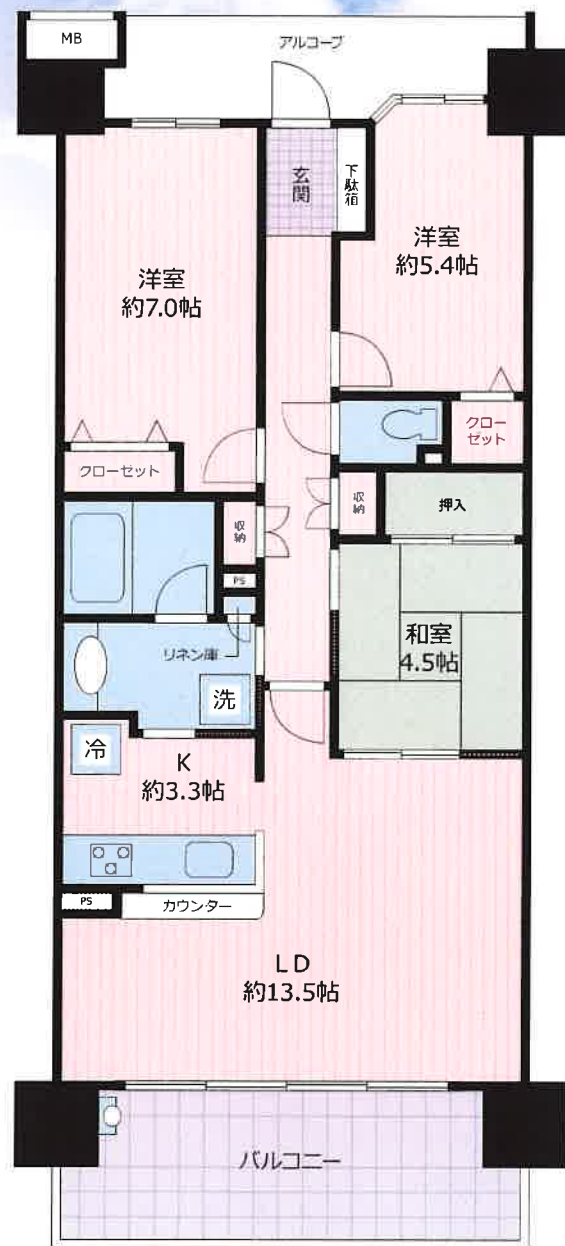 MB
アルコーブ
玄関
下駄箱
洋室
約5.4帖
洋室
約7.0帖
クローゼット
クロー
ゼット
収納
収納
押入
PS
リネン庫
和室
4.5帖
洗
冷
K
約3.3帖
PS
カウンター
LD
約13.5帖
バルコニー